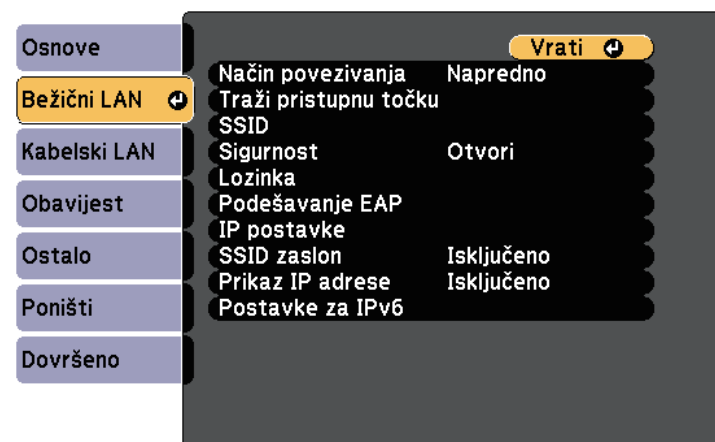 Osnove
Bežični LAN
Kabelski LAN
Obavijest
Ostalo
Poništi
Dovršeno
Vrati
Način povezivanja Napredno
Traži pristupnu točku
SSID
Sigurnost Otvori
Lozinka
Podešavanje EAP
IP postavke
SSID zaslon Isključeno
Prikaz IP adrese Isključeno
Postavke za IPv6